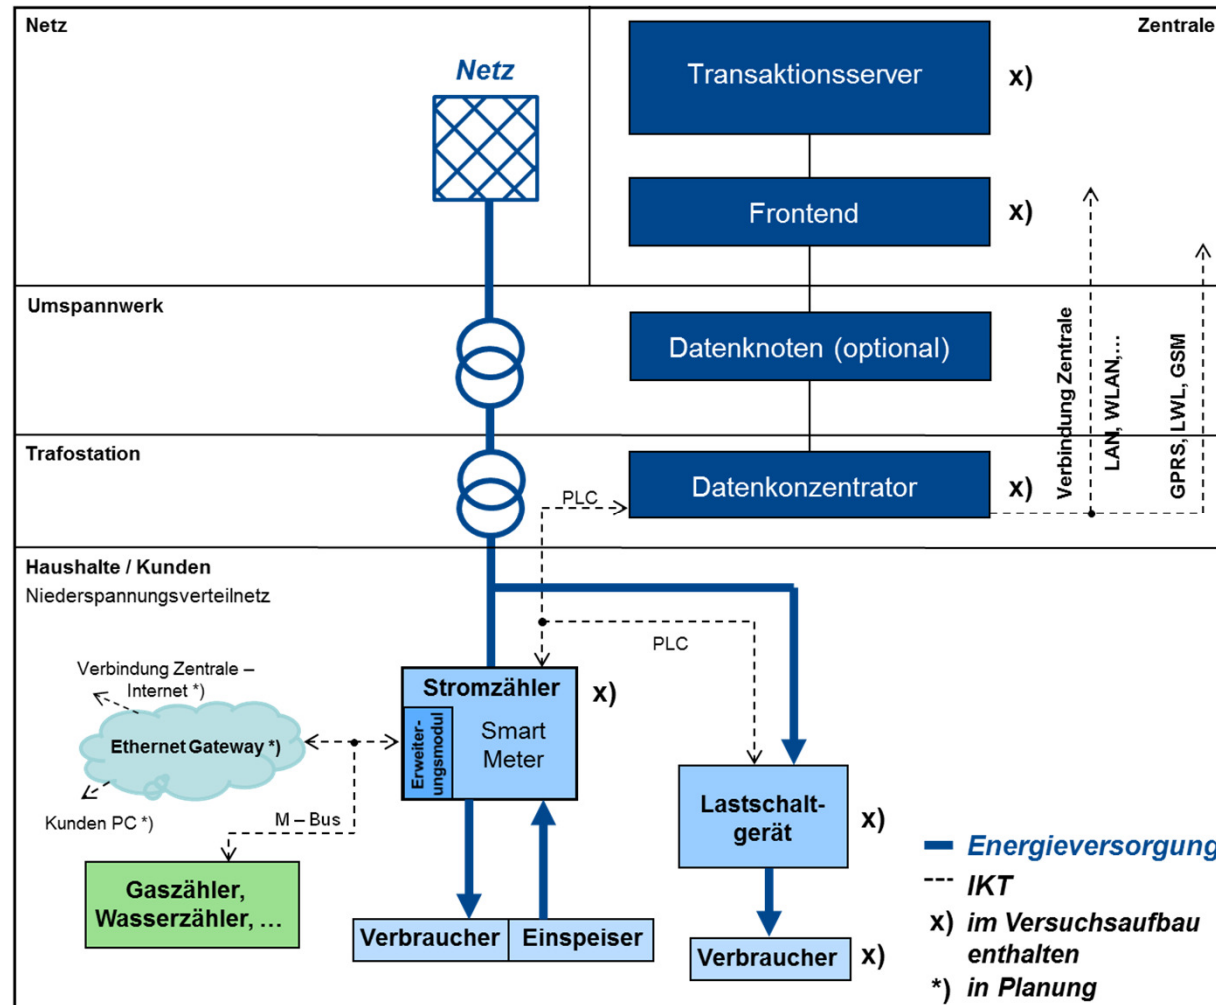 Netz
Zentrale
Netz
Transaktionsserver
x)
Frontend
x)
Umspannwerk
Datenknoten (optional)
Verbindung Zentrale
LAN, WLAN,...
GPRS, LWL, GSM
Trafostation
Datenkonzentrator
x)
PLC
Haushalte / Kunden
Niederspannungsverteilnetz
PLC
Verbindung Zentrale –
Internet *)
Ethernet Gateway *)
Kunden PC *)
M – Bus
Stromzähler
x)
Erweiter-
ungsmodul
Smart
Meter
Lastschalt-
gerät
x)
Gaszähler,
Wasserzähler, ...
Verbraucher
Einspeiser
Verbraucher
x)
Energieversorgung
IKT
x) im Versuchsaufbau
enthalten
*) in Planung